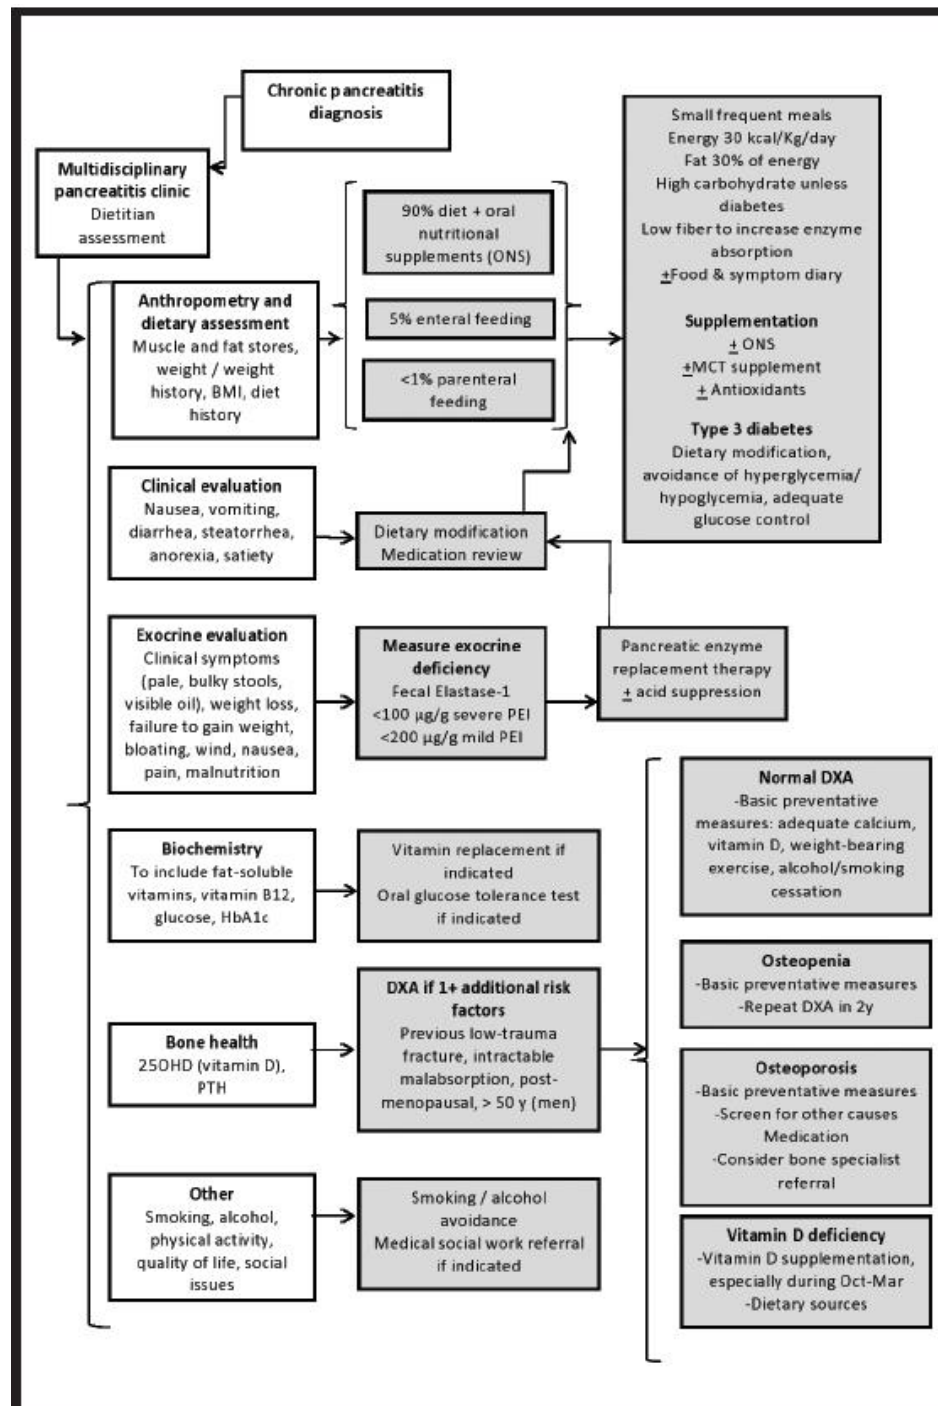 Chronic pancreatitis
diagnosis
Multidisciplinary
pancreatitis clinic
Dietitian
assessment
Anthropometry and
dietary assessment
Muscle and fat stores,
weight / weight
history, BMI, diet
history
90% diet + oral
nutritional
supplements (ONS)
5% enteral feeding
<1% parenteral
feeding
Small frequent meals
Energy 30 kcal/Kg/day
Fat 30% of energy
High carbohydrate unless
diabetes
Low fiber to increase enzyme
absorption
±Food & symptom diary
Supplementation
± ONS
±MCT supplement
± Antioxidants
Type 3 diabetes
Dietary modification,
avoidance of hyperglycemia/
hypoglycemia, adequate
glucose control
Clinical evaluation
Nausea, vomiting,
diarrhea, steatorrhea,
anorexia, satiety
Dietary modification
Medication review
Exocrine evaluation
Clinical symptoms
(pale, bulky stools,
visible oil), weight loss,
failure to gain weight,
bloating, wind, nausea,
pain, malnutrition
Measure exocrine
deficiency
Fecal Elastase-1
<100 µg/g severe PEI
<200 µg/g mild PEI
Pancreatic enzyme
replacement therapy
± acid suppression
Biochemistry
To include fat-soluble
vitamins, vitamin B12,
glucose, HbA1c
Vitamin replacement if
indicated
Oral glucose tolerance test
if indicated
Bone health
25OHD (vitamin D),
PTH
DXA if 1+ additional risk
factors
Previous low-trauma
fracture, intractable
malabsorption, post-
menopausal, > 50 y (men)
Normal DXA
-Basic preventative
measures: adequate calcium,
vitamin D, weight-bearing
exercise, alcohol/smoking
cessation
Osteopenia
-Basic preventative measures
-Repeat DXA in 2y
Osteoporosis
-Basic preventative measures
-Screen for other causes
Medication
-Consider bone specialist
referral
Vitamin D deficiency
-Vitamin D supplementation,
especially during Oct-Mar
-Dietary sources
Other
Smoking, alcohol,
physical activity,
quality of life, social
issues
Smoking / alcohol
avoidance
Medical social work referral
if indicated